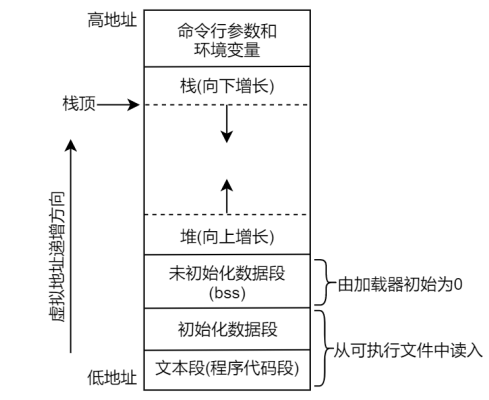 高地址
命令行参数和
环境变量
栈(向下增长)
栈顶
虚拟地址递增方向
堆(向上增长)
未初始化数据段
(bss)
由加载器初始为0
初始化数据段
从可执行文件中读入
文本段(程序代码段)
低地址